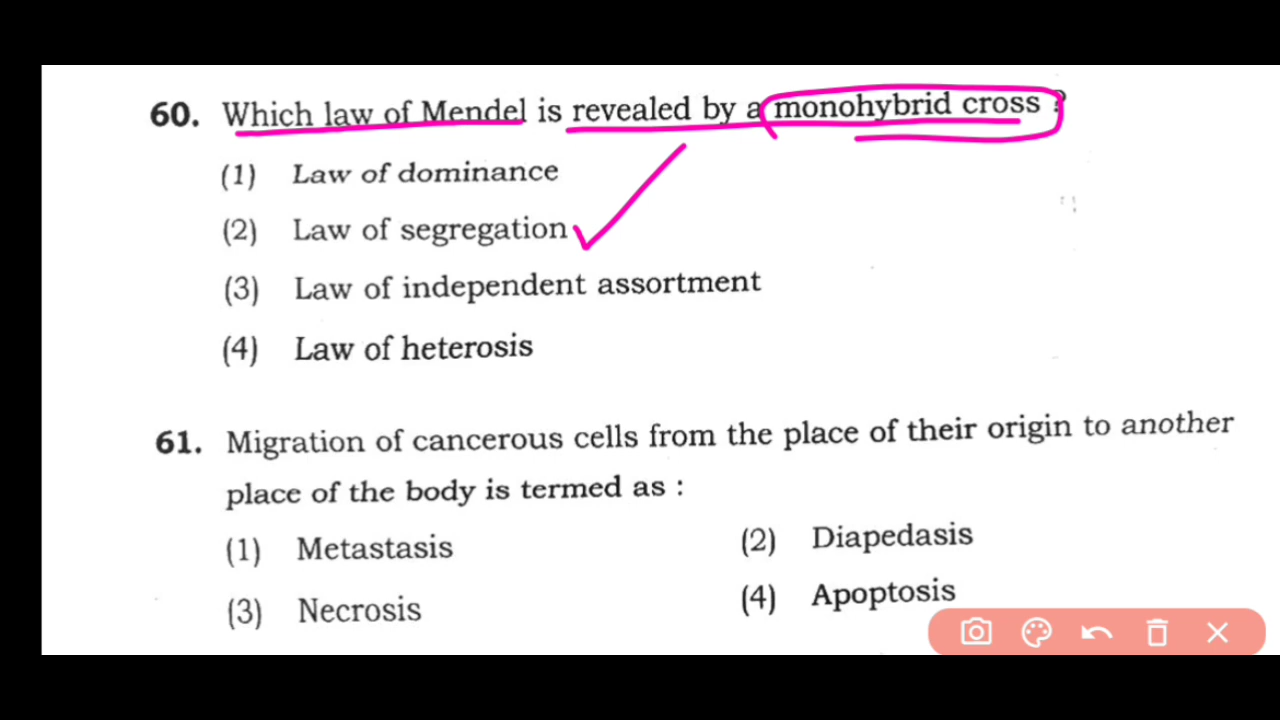 60. Which law of Mendel is revealed by a monohybrid cross ?
(1) Law of dominance
(2) Law of segregation
(3) Law of independent assortment
(4) Law of heterosis
61. Migration of cancerous cells from the place of their origin to another
place of the body is termed as :
(1) Metastasis (2) Diapedasis
(3) Necrosis (4) Apoptosis